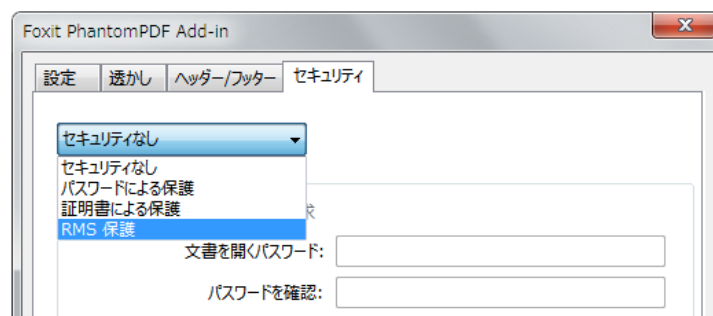 Foxit PhantomPDF Add-in
設定 透かし ヘッダー/フッター セキュリティ
セキュリティなし
セキュリティなし
パスワードによる保護
証明書による保護
RMS 保護
文書を開くパスワード:
パスワードを確認: